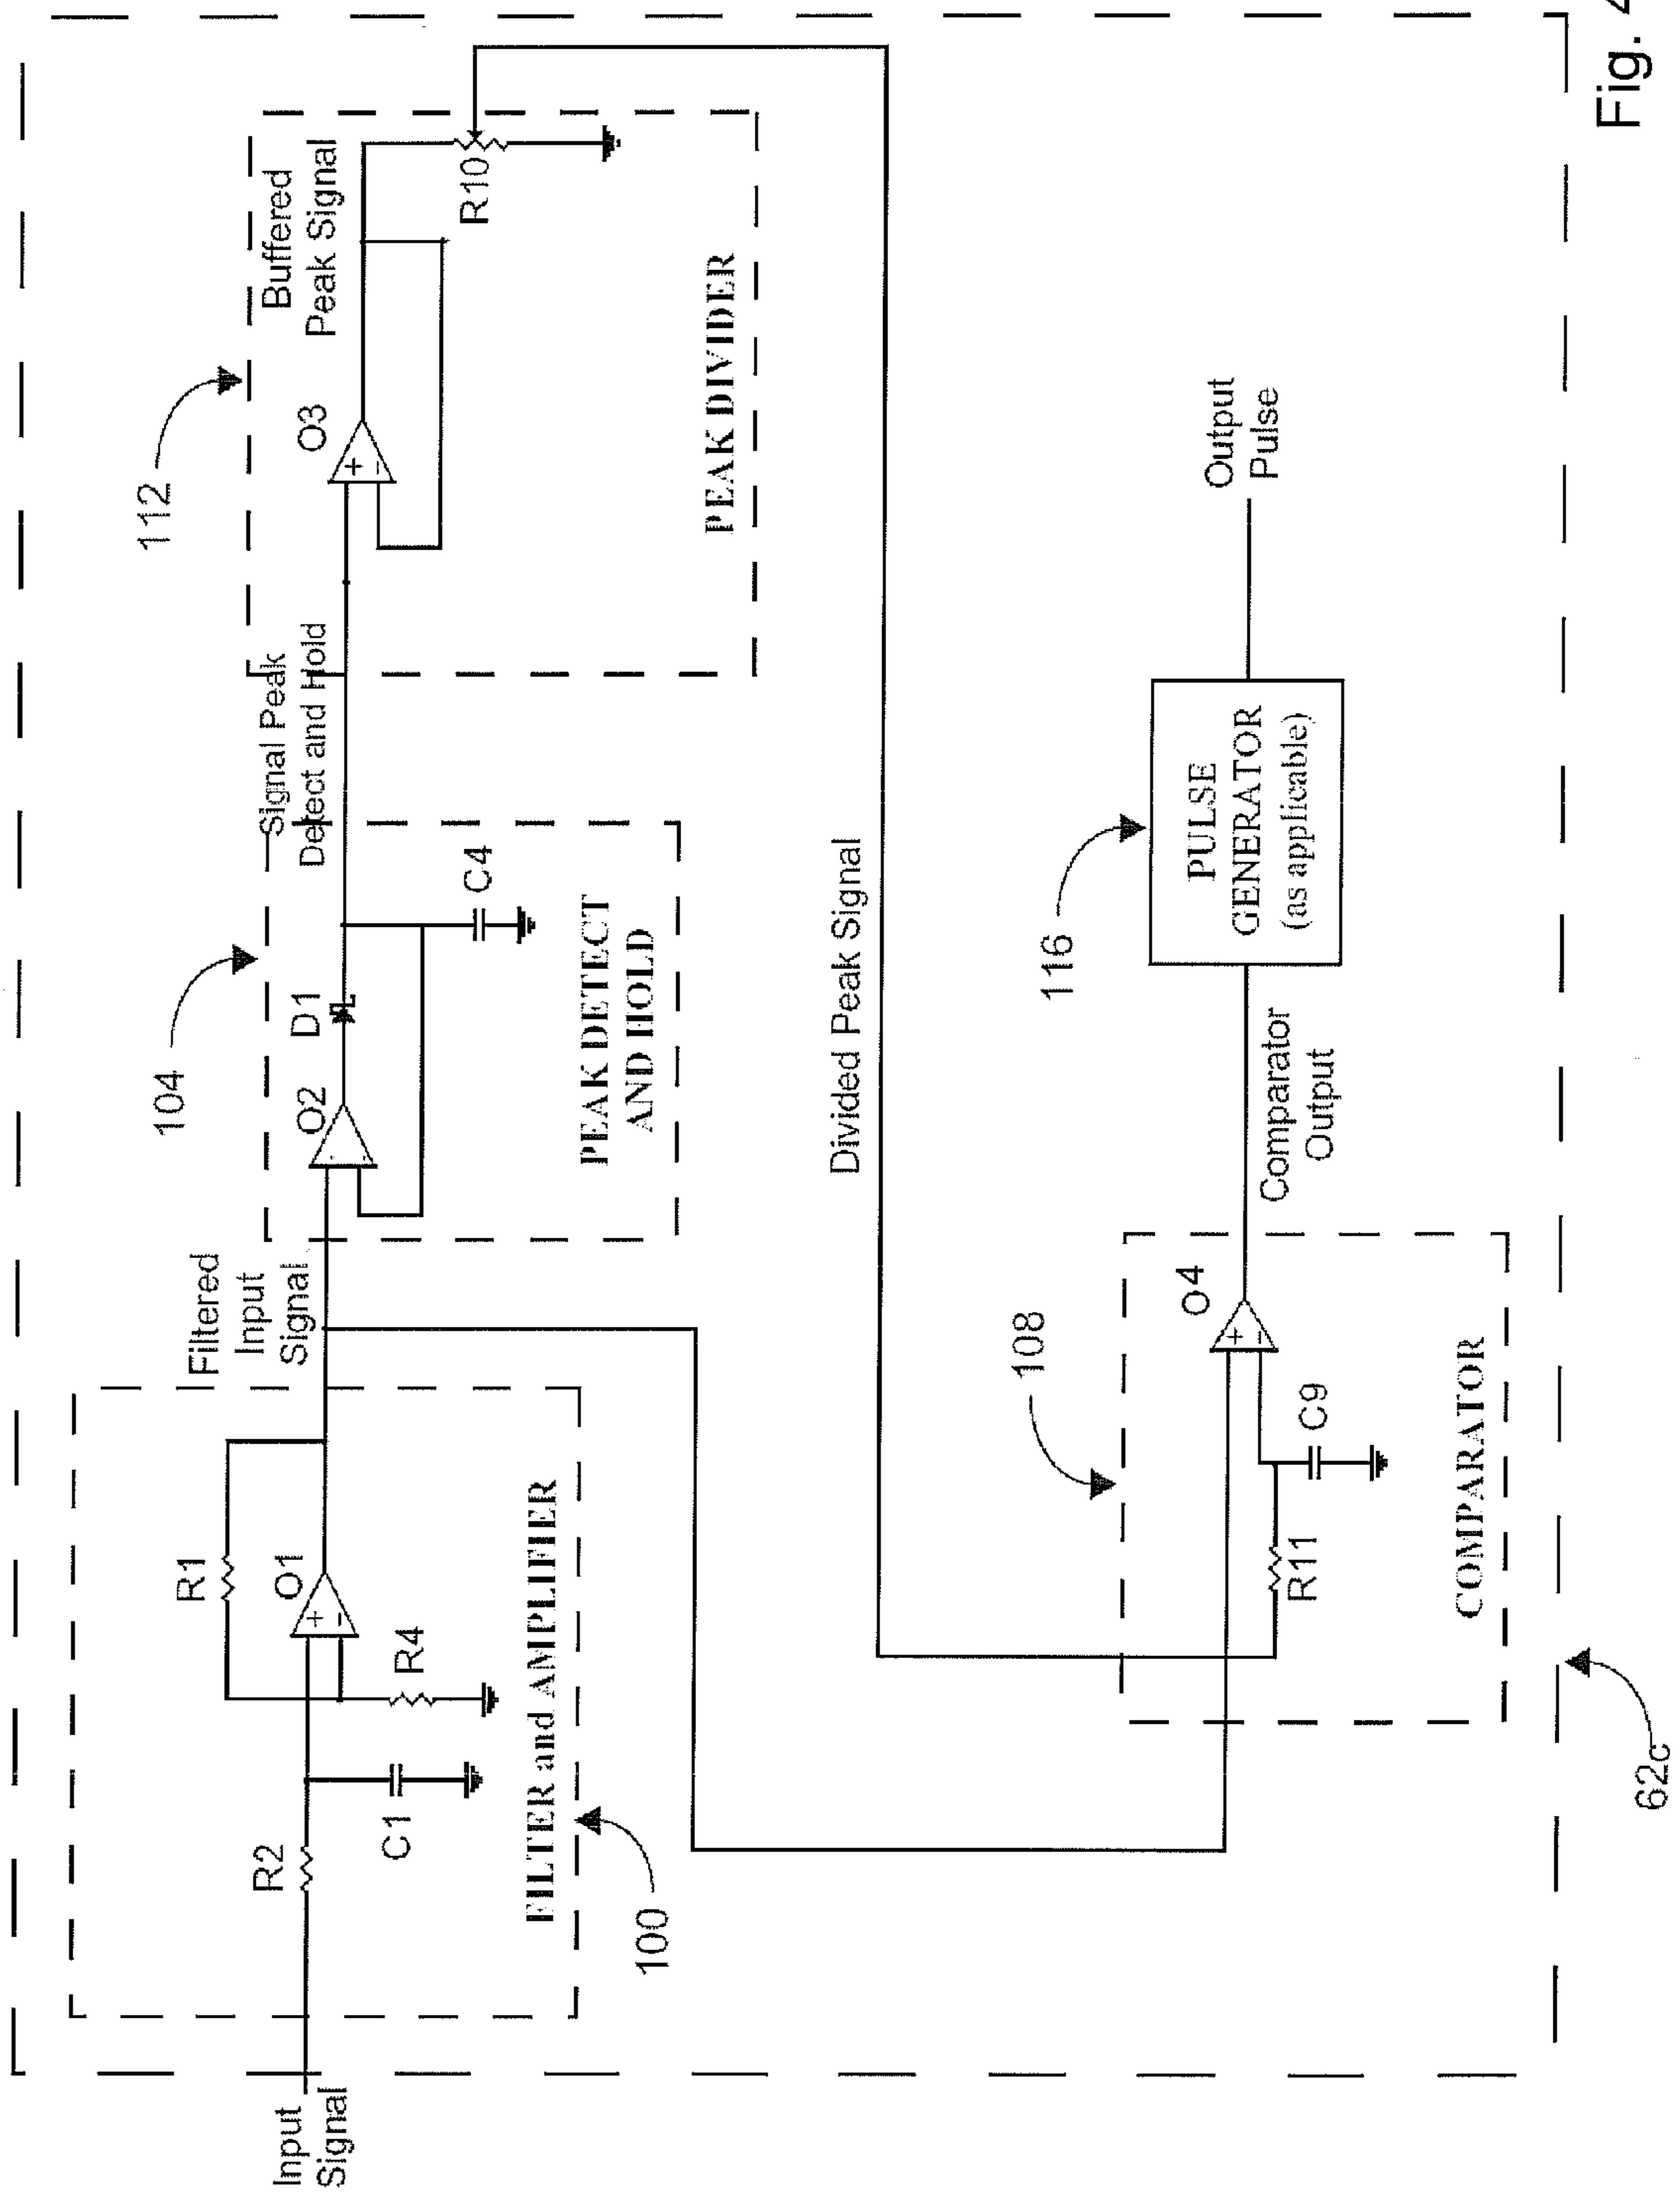 Input
Signal
R2
C1
R1
O1
+
-
R4
FILTER and AMPLIFIER
100
Filtered
Input
Signal
104
O2
D1
C4
PEAK DETECT
AND HOLD
Signal Peak
Detect and Hold
112
O3
+
-
Buffered
Peak Signal
R10
PEAK DIVIDER
Divided Peak Signal
108
O4
+
-
R11
C9
COMPARATOR
Comparator
Output
116
PULSE
GENERATOR
(as applicable)
Output
Pulse
62c
Fig. 4